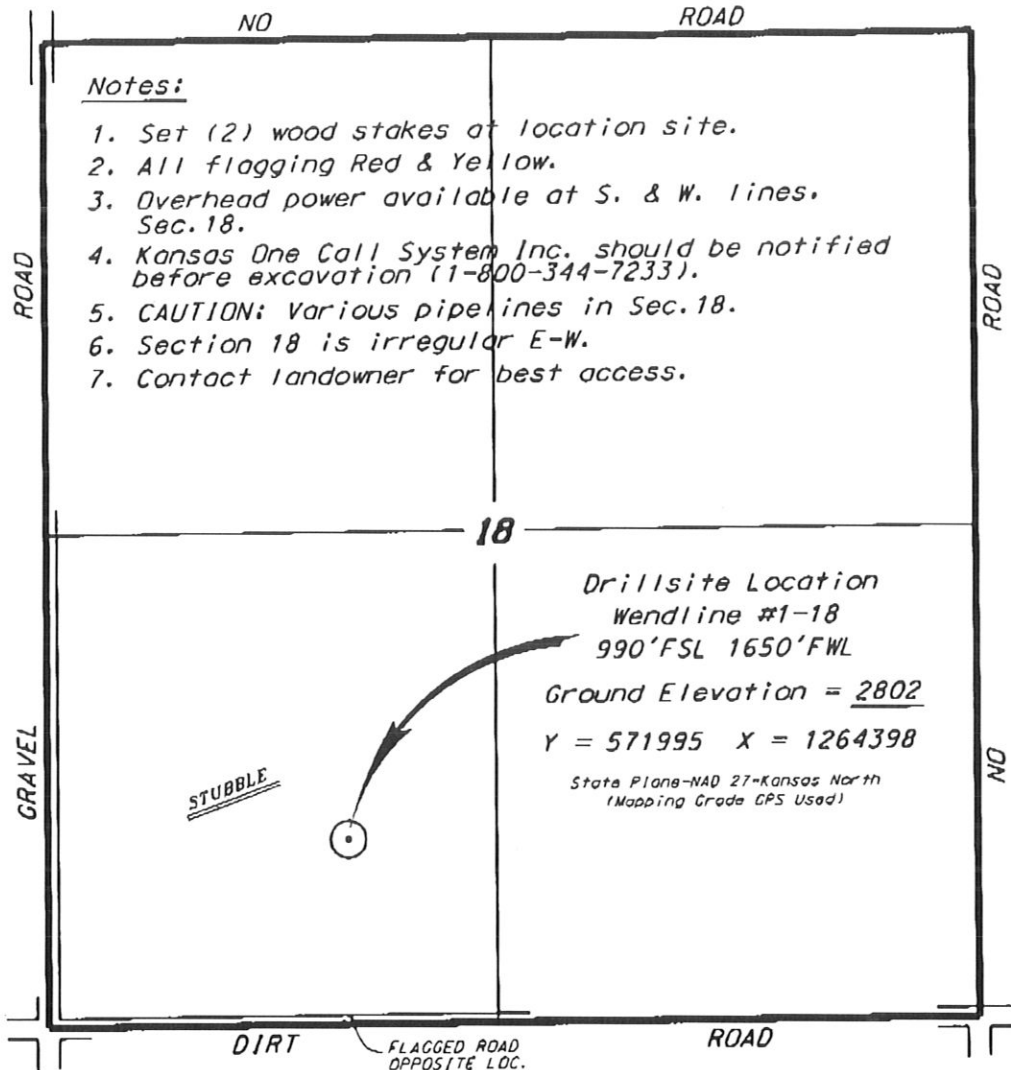 NO ROAD
Notes:
1. Set (2) wood stakes at location site.
2. All flagging Red & Yellow.
3. Overhead power available at S. & W. lines.
Sec. 18.
4. Kansas One Call System Inc. should be notified
before excavation (1-800-344-7233).
5. CAUTION: Various pipelines in Sec. 18.
6. Section 18 is irregular E-W.
7. Contact landowner for best access.
ROAD
ROAD
18
Drillsite Location
Wendline #1-18
990'FSL 1650'FWL
Ground Elevation = 2802
Y = 571995 X = 1264398
State Plane-NAD 27-Kansas North
(Mapping Grade GPS Used)
GRAVEL
STUBBLE
NO
DIRT ROAD
FLAGGED ROAD
OPPOSITE LOC.